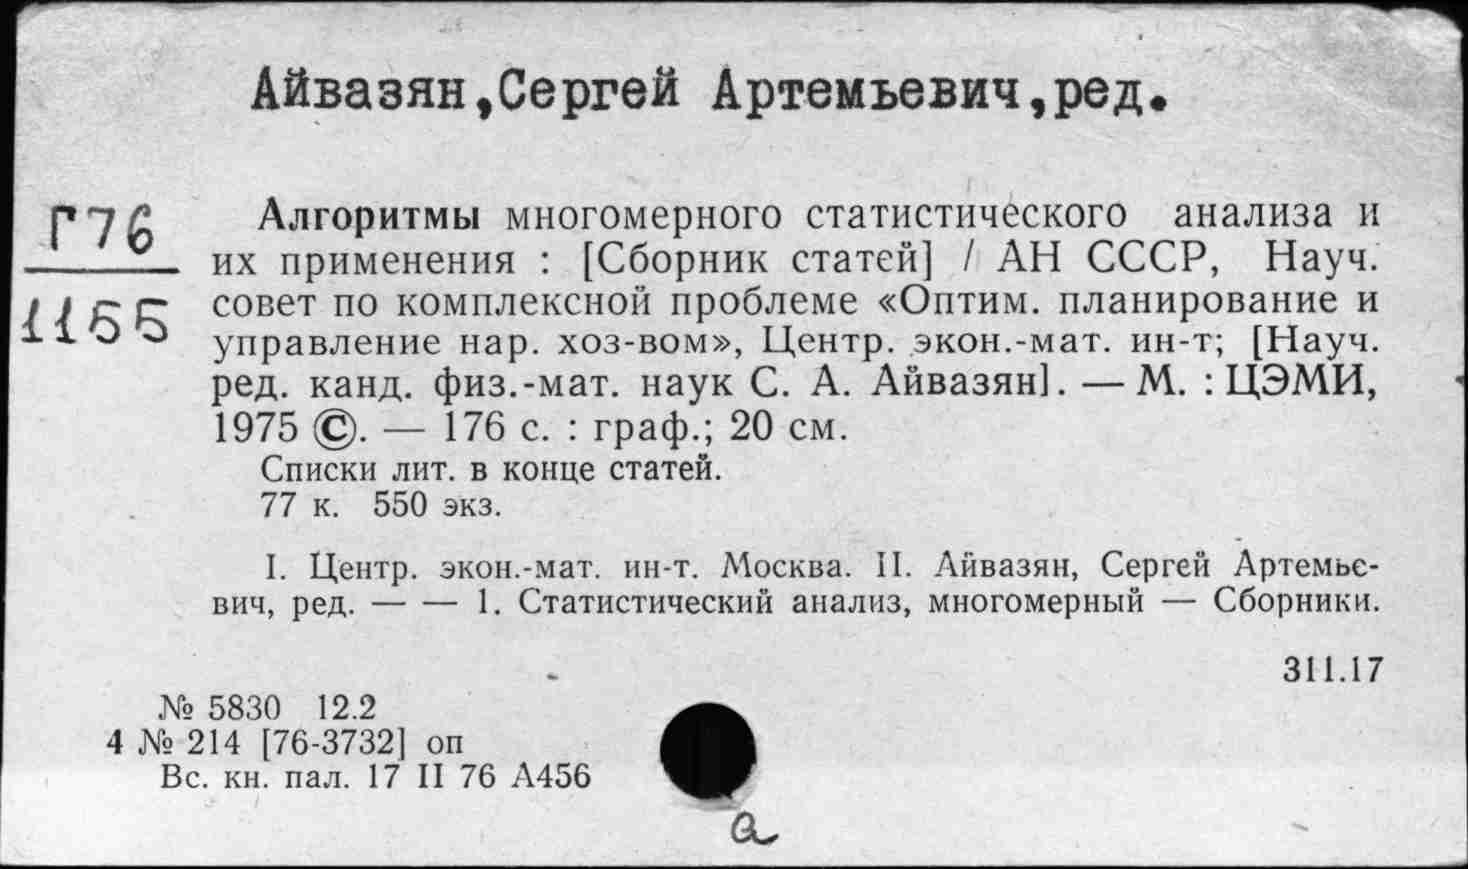 Айвазян,Сергей Артемьевич,ред.
Г76
1155
Алгоритмы многомерного статистического анализа и
их применения : [Сборник статей] / АН СССР, Науч.
совет по комплексной проблеме «Оптим. планирование и
управление нар. хоз-вом», Центр. экон.-мат. ин-т; [Науч.
ред. канд. физ.-мат. наук С. А. Айвазян]. — М. : ЦЭМИ,
1975 ©. — 176 с. : граф.; 20 см.
Списки лит. в конце статей.
77 к. 550 экз.
I. Центр. экон.-мат. ин-т. Москва. II. Айвазян, Сергей Артемье-
вич, ред. — — 1. Статистический анализ, многомерный — Сборники.
311.17
№ 5830 12.2
4 № 214 [76-3732] оп
Вс. кн. пал. 17 II 76 А456
а